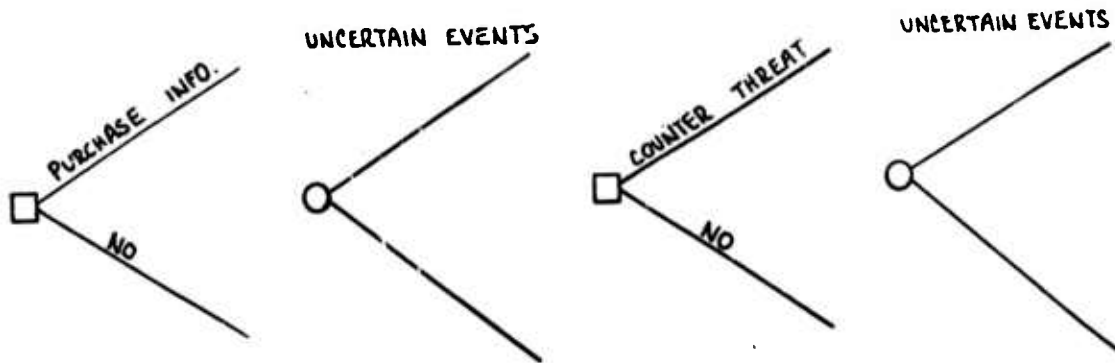 PURCHASE INFO.
NO
UNCERTAIN EVENTS
COUNTER THREAT
NO
UNCERTAIN EVENTS